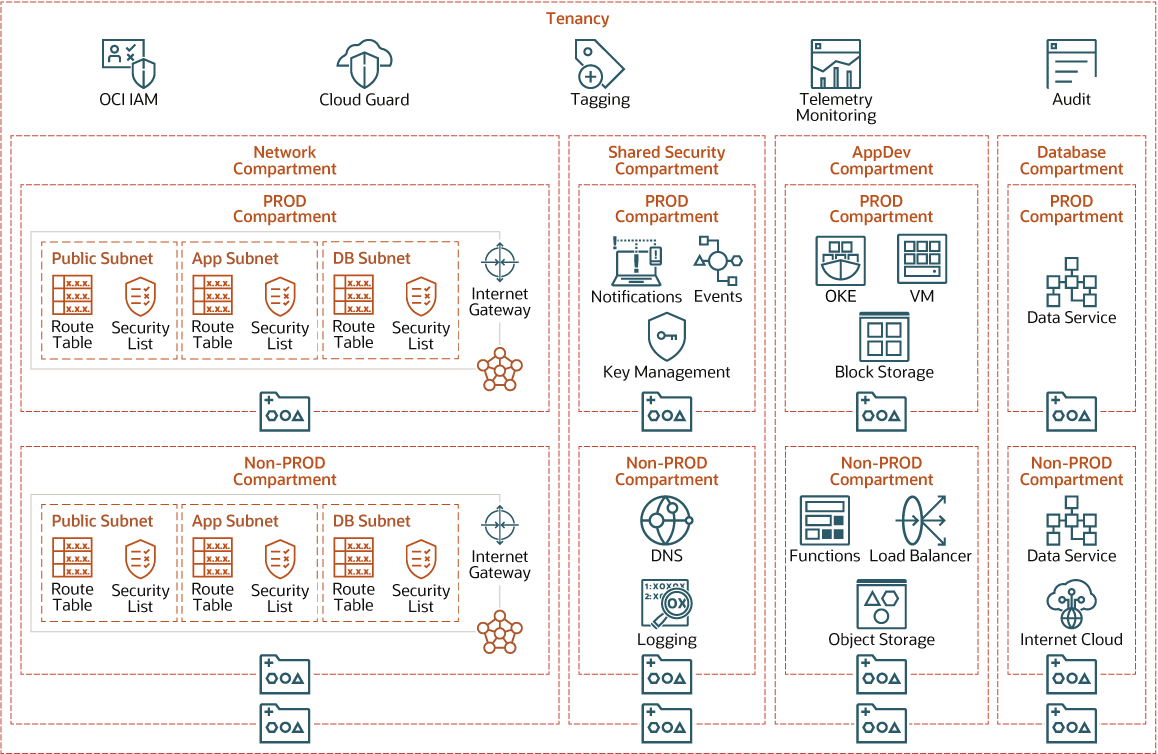 Tenancy
OCI IAM
Cloud Guard
Tagging
Telemetry
Monitoring
Audit
Network
Compartment
PROD
Compartment
Public Subnet
x.x.x.
x.x.x.
x.x.x.
Route
Table
Security
List
App Subnet
x.x.x.
x.x.x.
x.x.x.
Route
Table
Security
List
DB Subnet
x.x.x.
x.x.x.
x.x.x.
Route
Table
Security
List
Internet
Gateway
Non-PROD
Compartment
Public Subnet
x.x.x.
x.x.x.
x.x.x.
Route
Table
Security
List
App Subnet
x.x.x.
x.x.x.
x.x.x.
Route
Table
Security
List
DB Subnet
x.x.x.
x.x.x.
x.x.x.
Route
Table
Security
List
Internet
Gateway
Shared Security
Compartment
PROD
Compartment
Notifications
Events
Key Management
Non-PROD
Compartment
DNS
1:XOXOX
2:X
OX
Logging
AppDev
Compartment
PROD
Compartment
OKE
VM
Block Storage
Non-PROD
Compartment
Functions
Load Balancer
Object Storage
Database
Compartment
PROD
Compartment
Data Service
Non-PROD
Compartment
Data Service
Internet Cloud